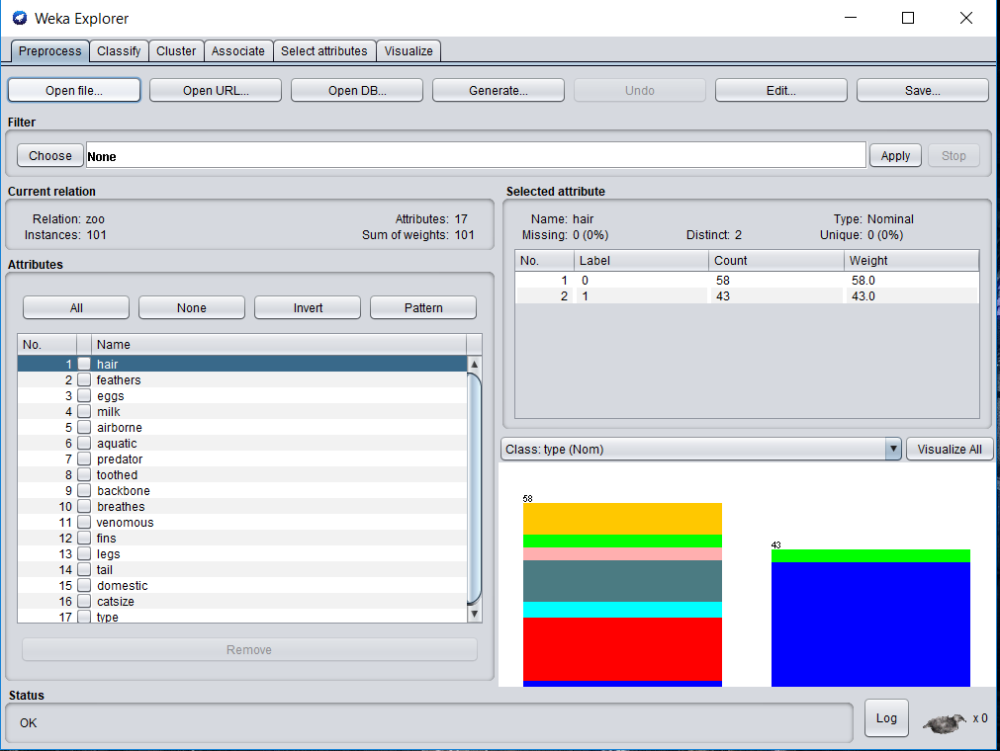 Weka Explorer
Preprocess Classify Cluster Associate Select attributes Visualize
Open file... Open URL... Open DB... Generate... Undo Edit... Save...
Filter
Choose None Apply Stop
Current relation
Relation: zoo Attributes: 17
Instances: 101 Sum of weights: 101
Attributes
All None Invert Pattern
No. Name
1 hair
2 feathers
3 eggs
4 milk
5 airborne
6 aquatic
7 predator
8 toothed
9 backbone
10 breathes
11 venomous
12 fins
13 legs
14 tail
15 domestic
16 catsize
17 type
Remove
Selected attribute
Name: hair Type: Nominal
Missing: 0 (0%) Distinct: 2 Unique: 0 (0%)
No. Label Count Weight
1 0 58 58.0
2 1 43 43.0
Class: type (Nom) Visualize All
58
43
Status
OK
Log x 0